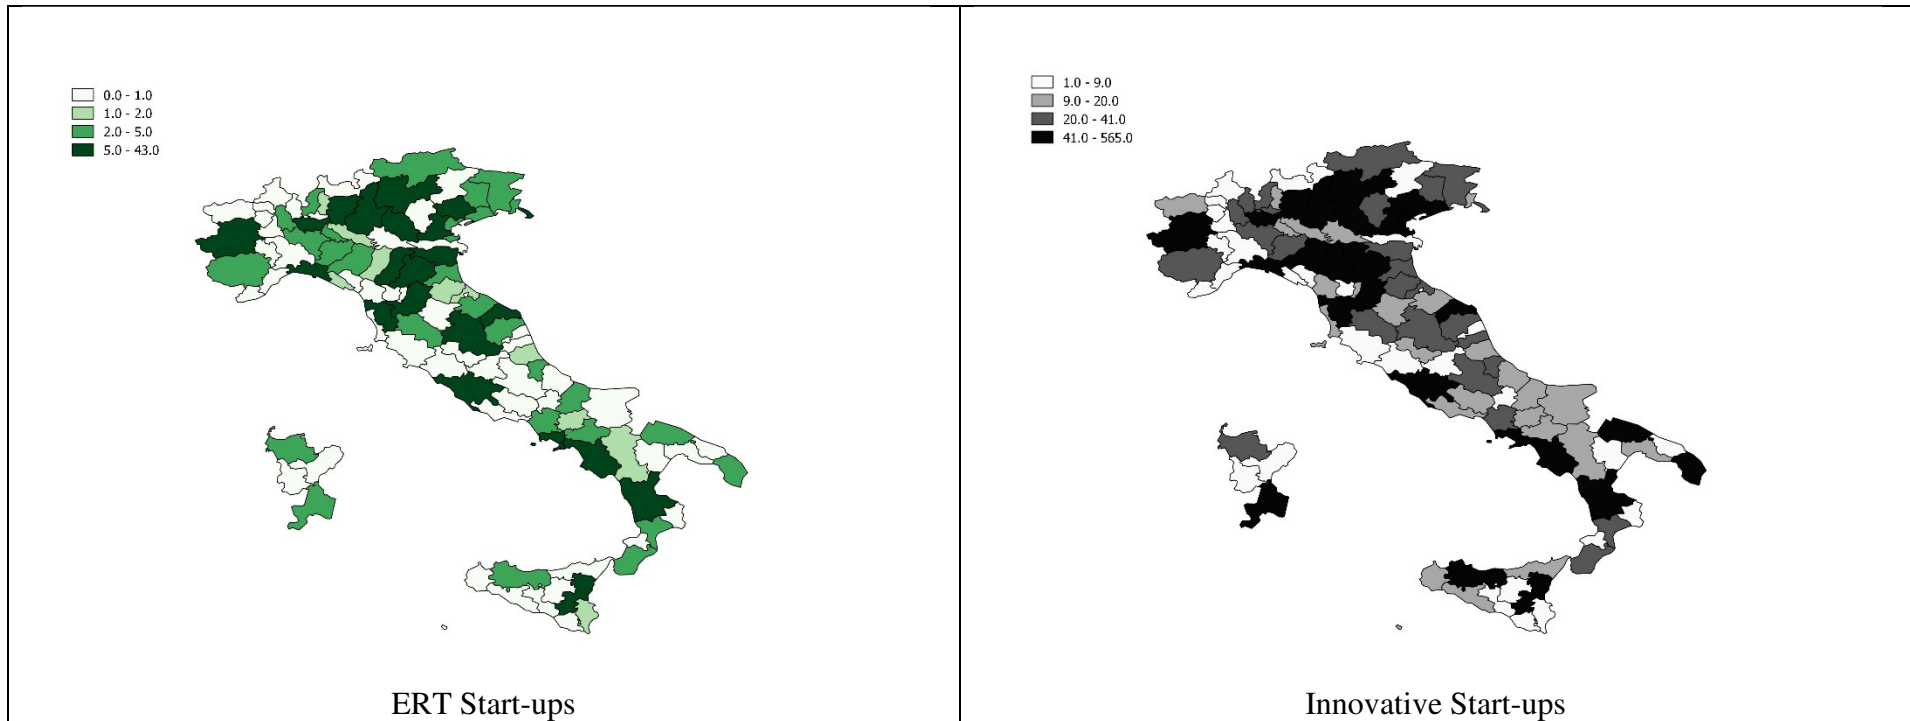 0.0 - 1.0
1.0 - 2.0
2.0 - 5.0
5.0 - 43.0
ERT Start-ups
1.0 - 9.0
9.0 - 20.0
20.0 - 41.0
41.0 - 565.0
Innovative Start-ups